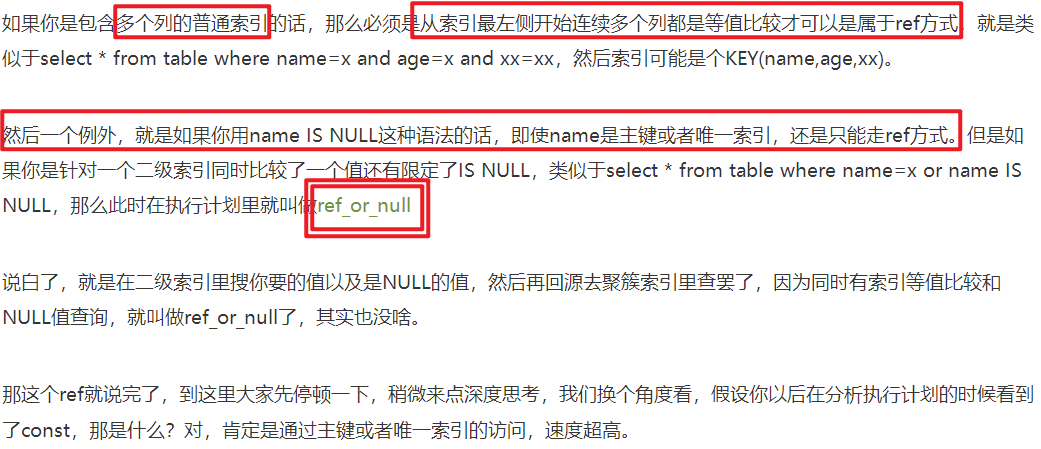 如果你是包含多个列的普通索引的话，那么必须是从索引最左侧开始连续多个列都是等值比较才可以是属于ref方式，就是类
似于select * from table where name=x and age=x and xx=xx，然后索引可能是个KEY(name,age,xx)。
然后一个例外，就是如果你用name IS NULL这种语法的话，即使name是主键或者唯一索引，还是只能走ref方式。但是如
果你是针对一个二级索引同时比较了一个值还有限定了IS NULL，类似于select * from table where name=x or name IS
NULL，那么此时在执行计划里就叫做ref_or_null
说白了，就是在二级索引里搜你要的值以及是NULL的值，然后再回源去聚簇索引里查罢了，因为同时有索引等值比较和
NULL值查询，就叫做ref_or_null了，其实也没啥。
那这个ref就说完了，到这里大家先停顿一下，稍微来点深度思考，我们换个角度看，假设你以后在分析执行计划的时候看到
了const，那是什么？对，肯定是通过主键或者唯一索引的访问，速度超高。